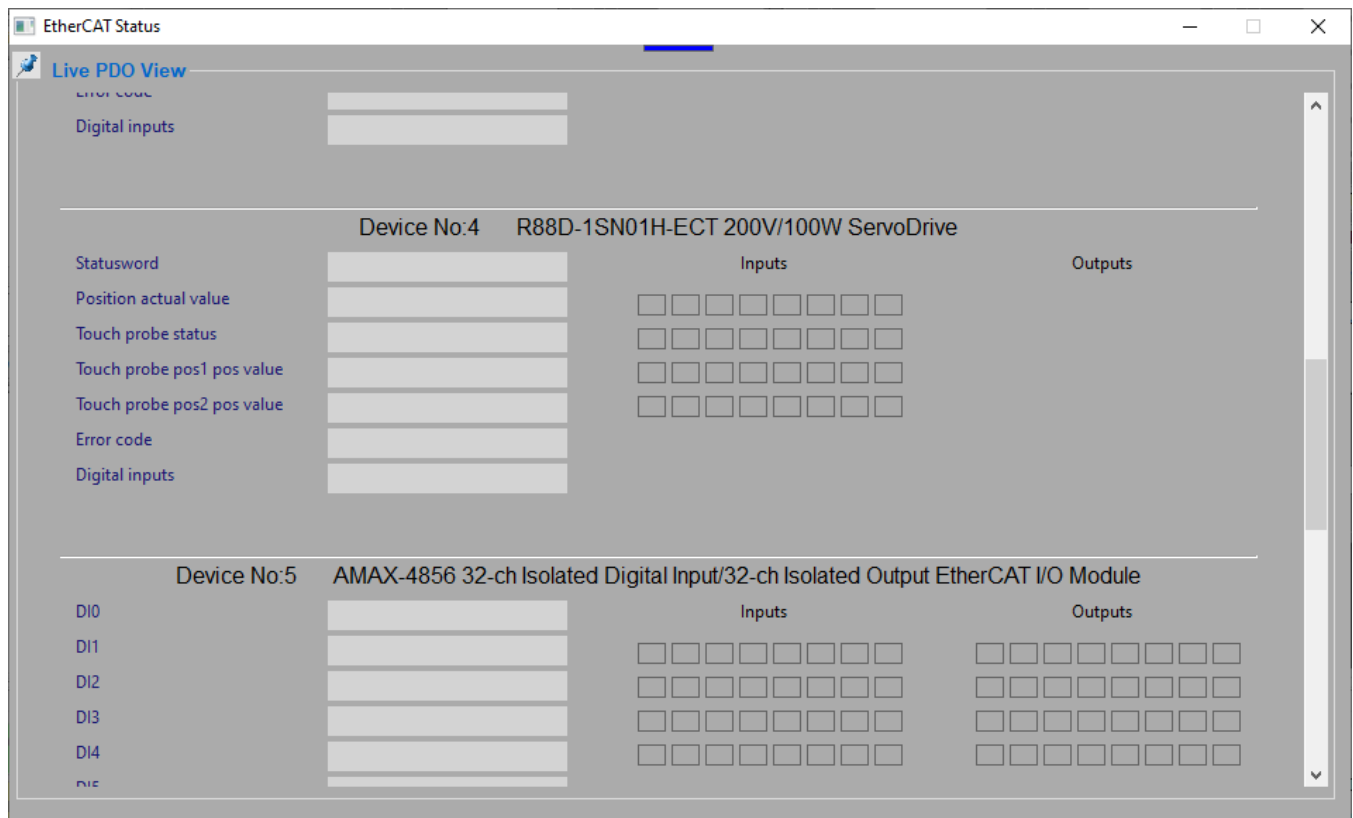 EtherCAT Status
Live PDO View
Error code
Digital inputs
Device No:4 R88D-1SN01H-ECT 200V/100W ServoDrive
Statusword Inputs Outputs
Position actual value
Touch probe status
Touch probe pos1 pos value
Touch probe pos2 pos value
Error code
Digital inputs
Device No:5 AMAX-4856 32-ch Isolated Digital Input/32-ch Isolated Output EtherCAT I/O Module
DI0 Inputs Outputs
DI1
DI2
DI3
DI4
DI5